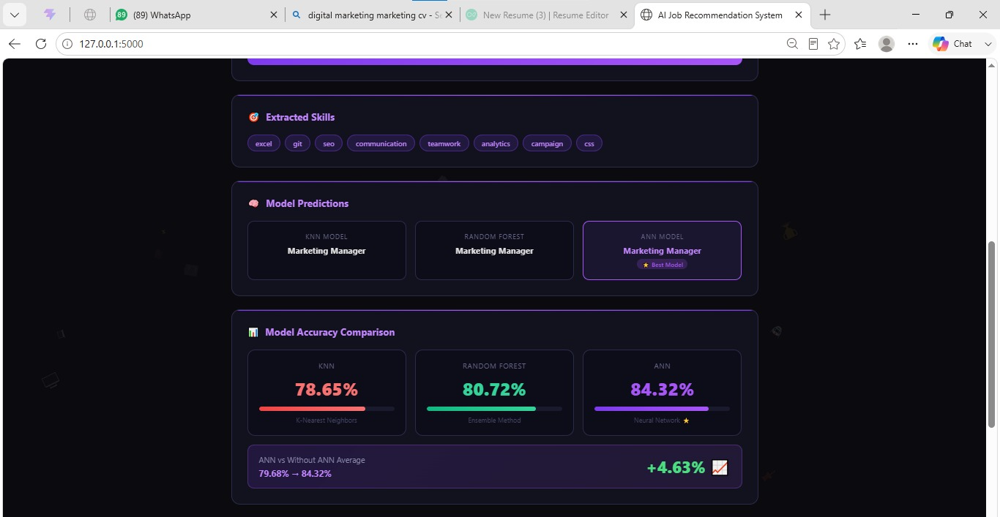 (89) WhatsApp
digital marketing marketing cv - Se
New Resume (3) | Resume Editor
AI Job Recommendation System
127.0.0.1:5000
Chat
Extracted Skills
excel git seo communication teamwork analytics campaign css
Model Predictions
KNN MODEL
Marketing Manager
RANDOM FOREST
Marketing Manager
ANN MODEL
Marketing Manager
Best Model
Model Accuracy Comparison
KNN
78.65%
K-Nearest Neighbors
RANDOM FOREST
80.72%
Ensemble Method
ANN
84.32%
Neural Network
ANN vs Without ANN Average
79.68% → 84.32%
+4.63%